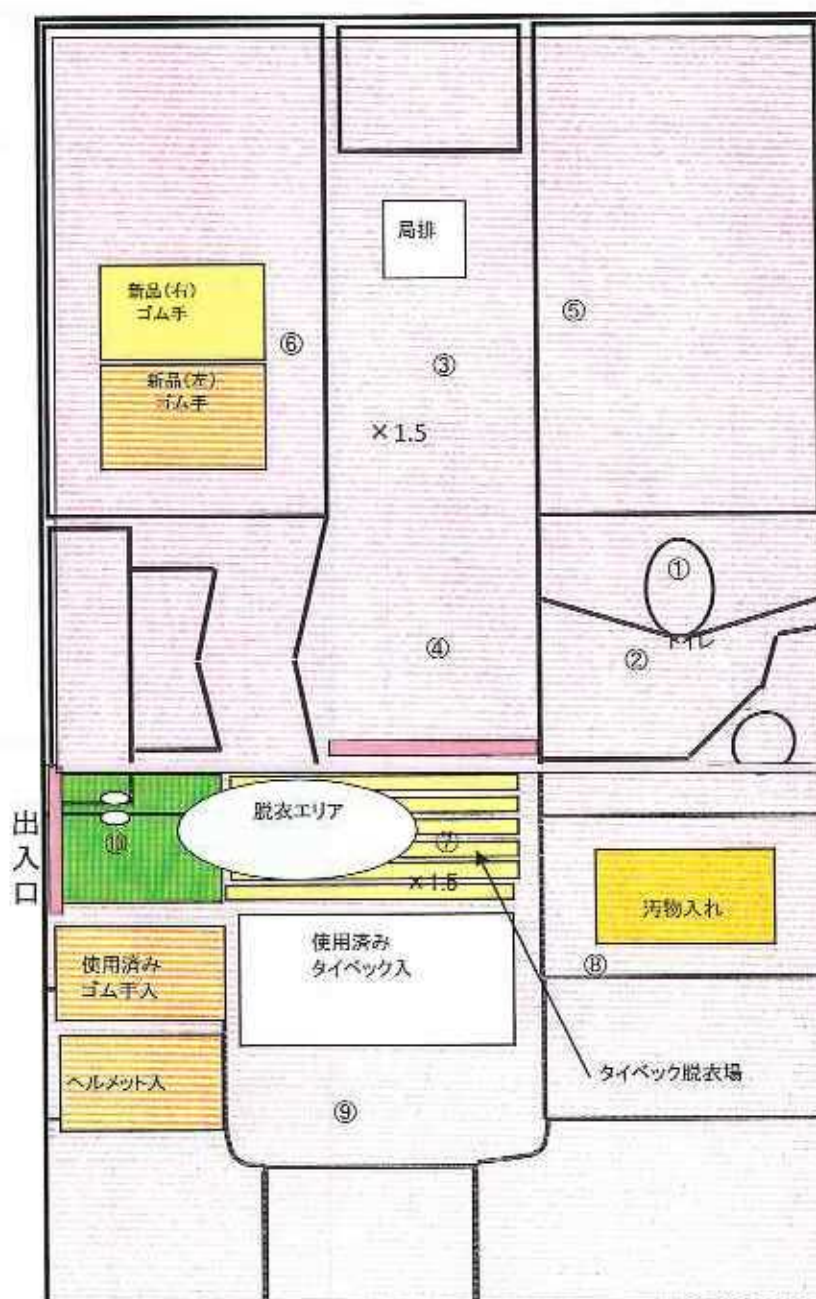 局排
新品(右)
ゴム手
⑥
⑤
③
新品(左)
ゴム手
×1.5
①
トイレ
②
④
出入口
脱衣エリア
⑩
⑦
×1.5
汚物入れ
使用済み
タイベック入
使用済み
ゴム手入
⑧
ヘルメット入
タイベック脱衣場
⑨